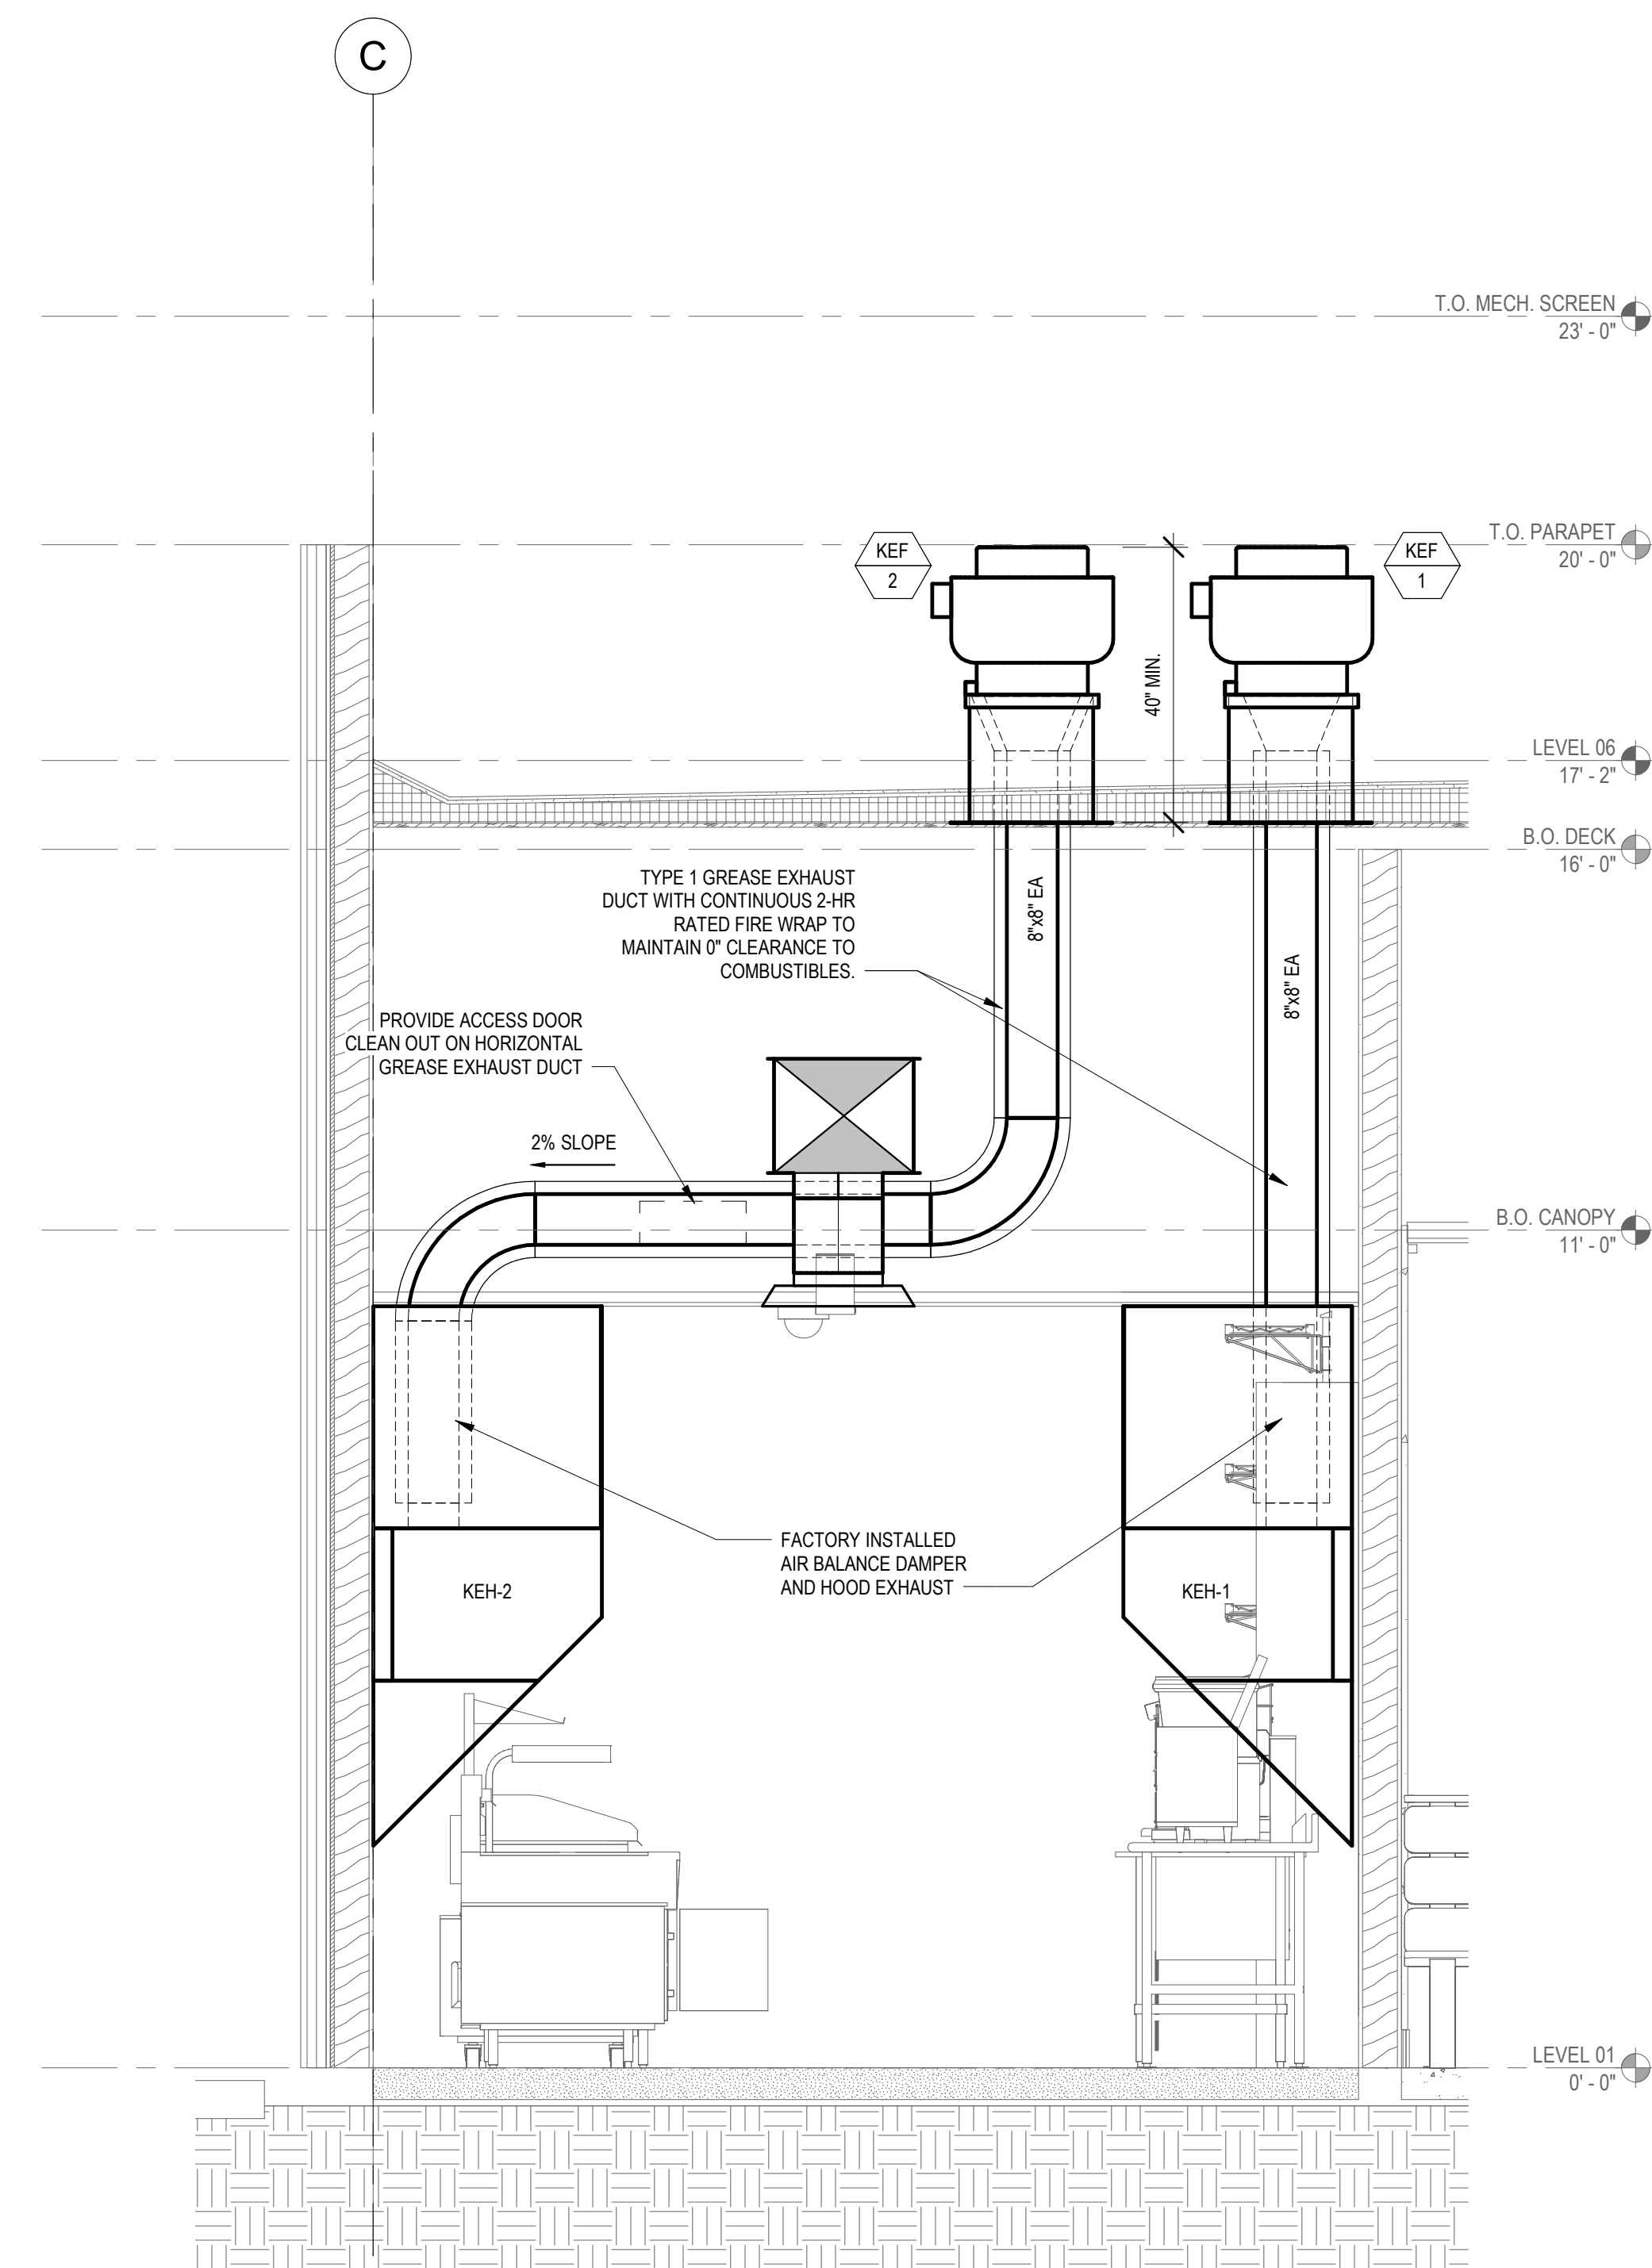 C
T.O. MECH. SCREEN
23' - 0"
T.O. PARAPET
20' - 0"
KEF
2
KEF
1
40" MIN.
LEVEL 06
17' - 2"
B.O. DECK
16' - 0"
TYPE 1 GREASE EXHAUST
DUCT WITH CONTINUOUS 2-HR
RATED FIRE WRAP TO
MAINTAIN 0" CLEARANCE TO
COMBUSTIBLES.
8"x8" EA
8"x8" EA
PROVIDE ACCESS DOOR
CLEAN OUT ON HORIZONTAL
GREASE EXHAUST DUCT
2% SLOPE
B.O. CANOPY
11' - 0"
FACTORY INSTALLED
AIR BALANCE DAMPER
AND HOOD EXHAUST
KEH-2
KEH-1
LEVEL 01
0' - 0"